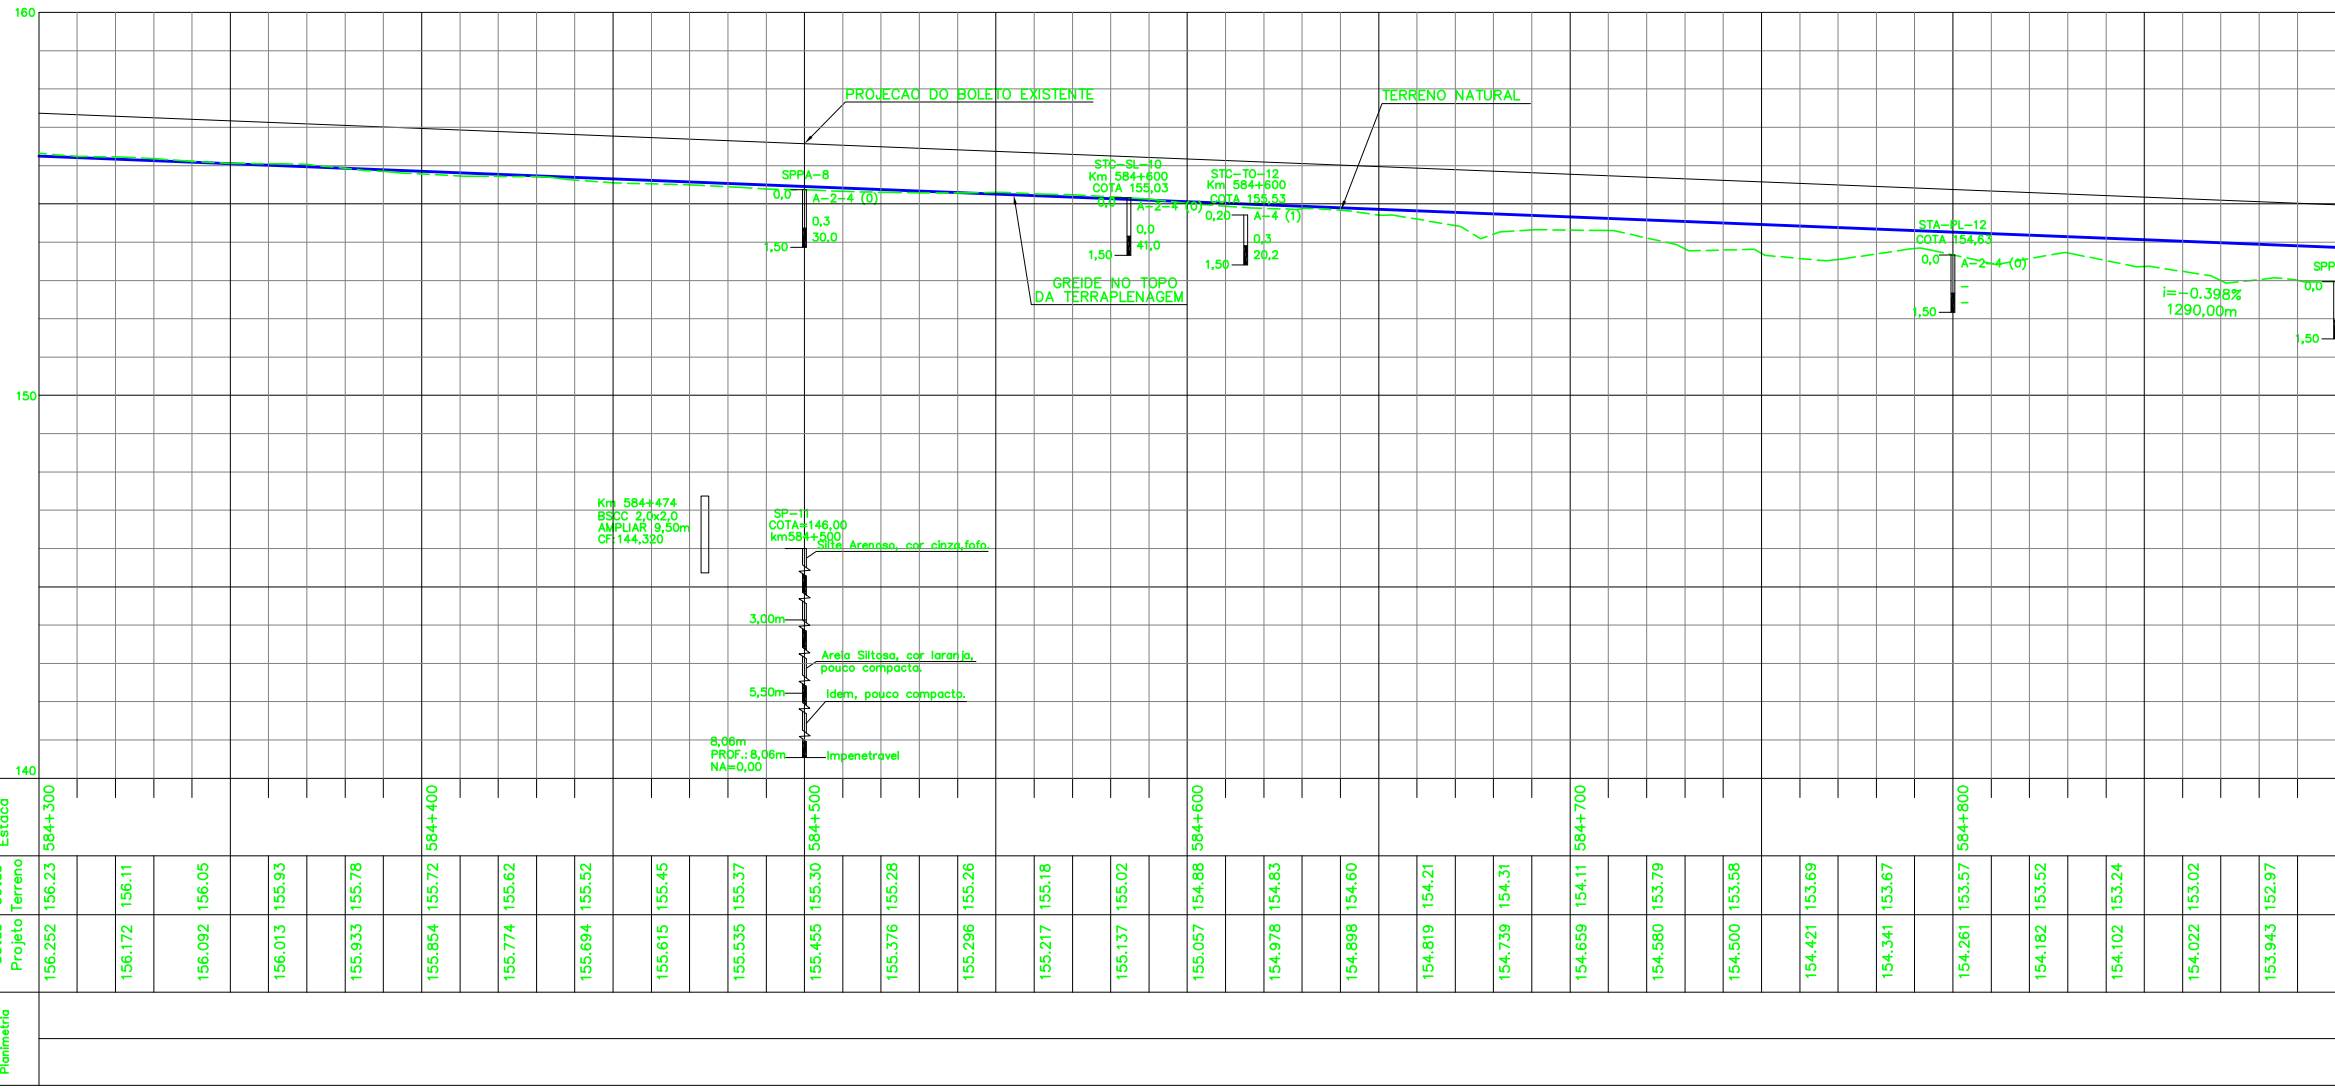 160
PROJECAO DO BOLETO EXISTENTE
TERRENO NATURAL
SPPA-8
0,0
A-2-4 (0)
0,3
30,0
1,50
STC-SL-10
Km 584+600
COTA 155,03
0,0
A-2-4 (0)
0,0
41,0
1,50
STC-TO-12
Km 584+600
COTA 155,53
0,20
A-4 (1)
0,3
20,2
1,50
GREIDE NO TOPO
DA TERRAPLENAGEM
STA-PL-12
COTA 154,63
0,0
A-2-4 (0)
-
-
1,50
i=-0.398%
1290,00m
SPP
0,0
1,50
150
Km 584+474
BSCC 2,0x2,0
AMPLIAR 9,50m
CF:144,320
SP-11
COTA=146,00
km584+500
Silte Arenoso, cor cinza,fofo.
3,00m
Areia Siltosa, cor laranja,
pouco compacta.
5,50m
Idem, pouco compacto.
8,06m
PROF.: 8,06m
NA=0,00
Impenetravel
140
Estaca
584+300
584+400
584+500
584+600
584+700
584+800
Terreno
156.23
156.11
156.05
155.93
155.78
155.72
155.62
155.52
155.45
155.37
155.30
155.28
155.26
155.18
155.02
154.88
154.83
154.60
154.21
154.31
154.11
153.79
153.58
153.69
153.67
153.57
153.52
153.24
153.02
152.97
Projeto
156.252
156.172
156.092
156.013
155.933
155.854
155.774
155.694
155.615
155.535
155.455
155.376
155.296
155.217
155.137
155.057
154.978
154.898
154.819
154.739
154.659
154.580
154.500
154.421
154.341
154.261
154.182
154.102
154.022
153.943
Planimetria